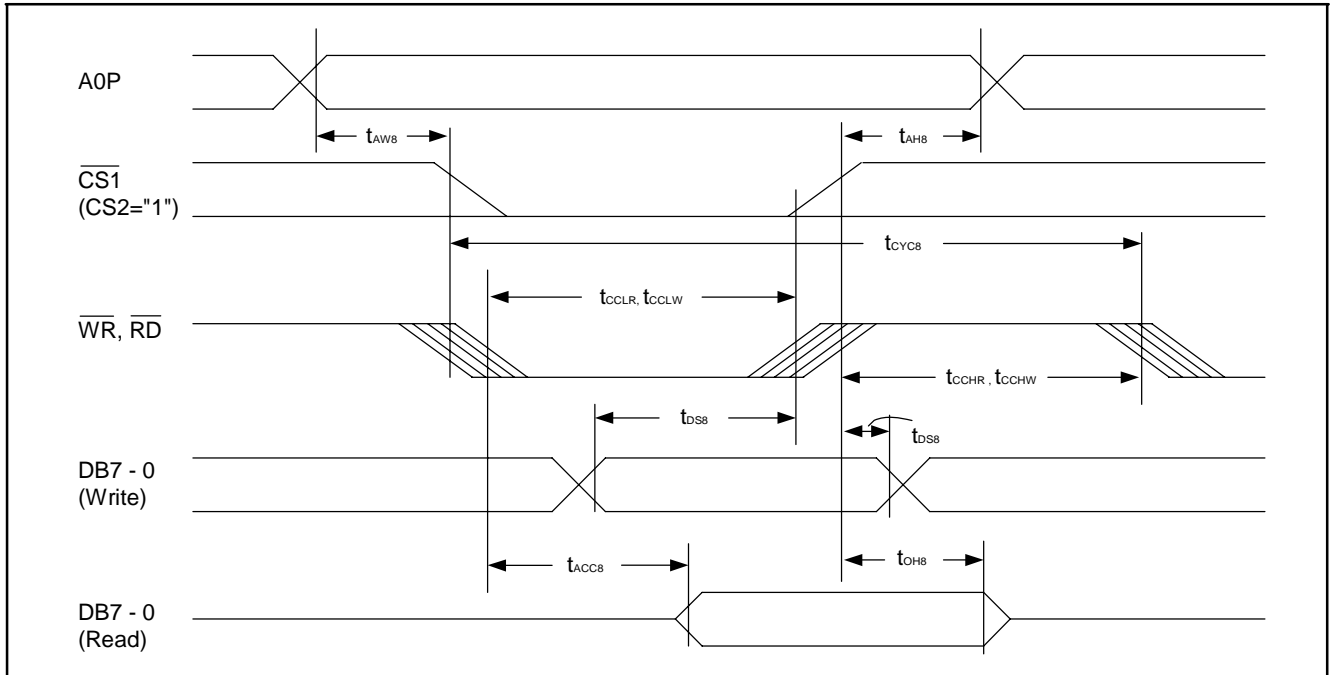 A0P
tAW8
tAH8
CS1
(CS2="1")
tCYC8
tCCLR, tCCLW
WR, RD
tCCHR , tCCHW
tDS8
tDS8
DB7 - 0
(Write)
tACC8
tOH8
DB7 - 0
(Read)